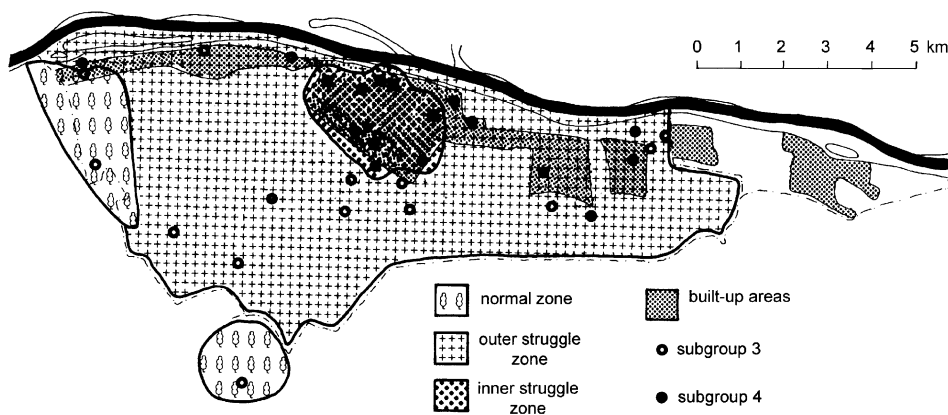 0 1 2 3 4 5 km
normal zone
outer struggle
zone
inner struggle
zone
built-up areas
subgroup 3
subgroup 4